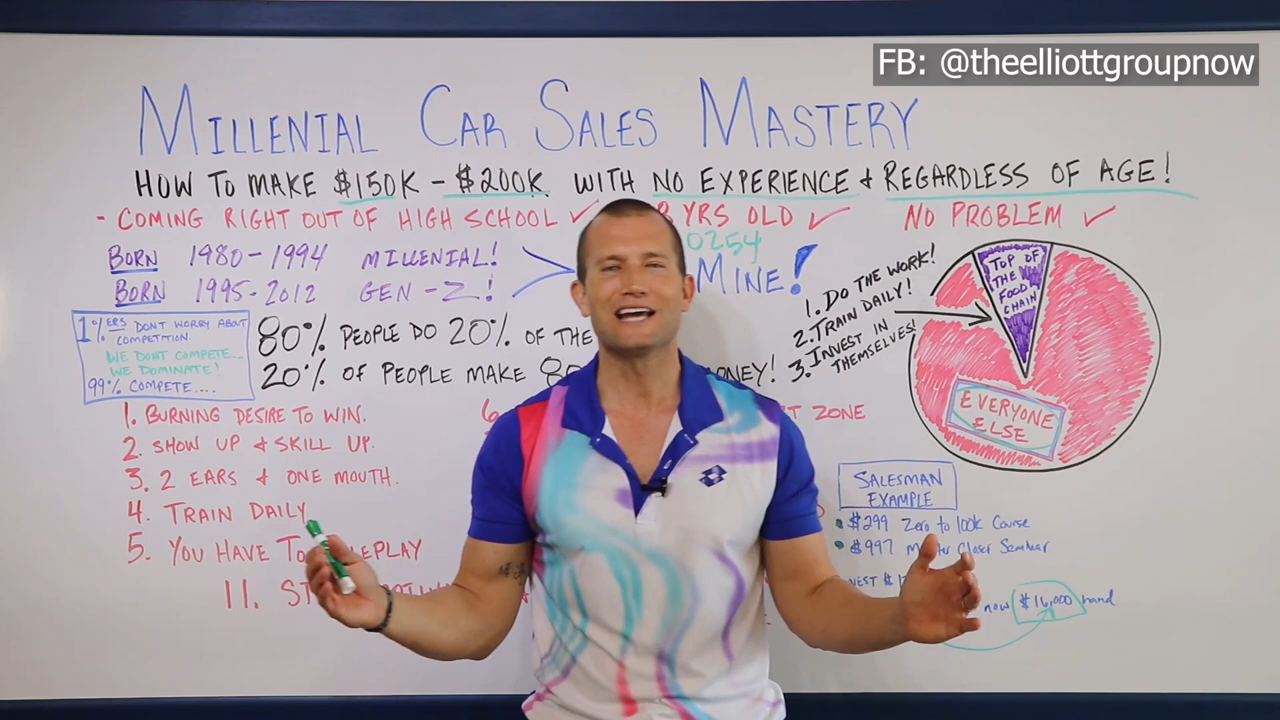 FB: @theelliottgroupnow
MILLENIAL CAR SALES MASTERY
HOW TO MAKE $150K - $200K WITH NO EXPERIENCE & REGARDLESS OF AGE!
- COMING RIGHT OUT OF HIGH SCHOOL ✓ YRS OLD ✓ NO PROBLEM ✓
BORN 1980-1994 MILLENIAL!
BORN 1995-2012 GEN-Z!
0254
MINE!
1. DO THE WORK!
2. TRAIN DAILY!
3. INVEST IN
THEMSELVES!
TOP OF
THE
FOOD
CHAIN
EVERYONE
ELSE
1%ERS DONT WORRY ABOUT
COMPETITION.
WE DONT COMPETE...
WE DOMINATE!
99% COMPETE....
80% PEOPLE DO 20% OF THE
20% OF PEOPLE MAKE
1. BURNING DESIRE TO WIN.
2. SHOW UP & SKILL UP.
3. 2 EARS & ONE MOUTH.
4. TRAIN DAILY
5. YOU HAVE
11.
ZONE
SALESMAN
EXAMPLE
$299 Zero to 100k Course
$997 Closer Seminar
now $16,000 hand